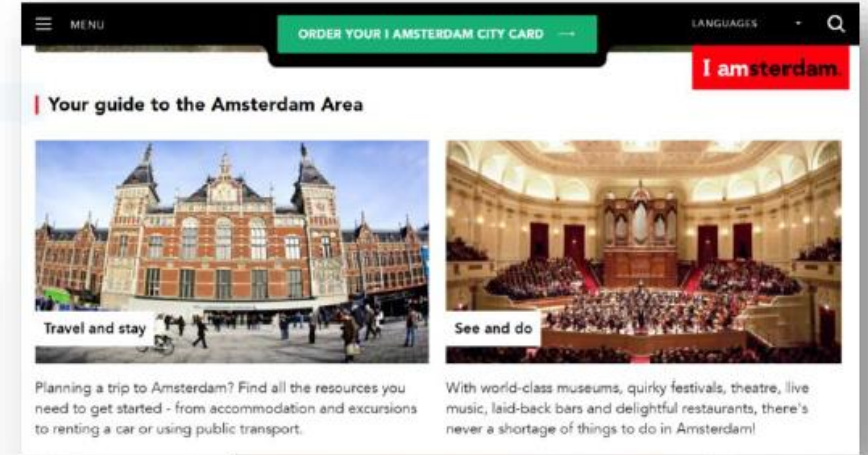 MENU
ORDER YOUR I AMSTERDAM CITY CARD →
LANGUAGES
I amsterdam.
Your guide to the Amsterdam Area
Travel and stay
See and do
Planning a trip to Amsterdam? Find all the resources you
need to get started - from accommodation and excursions
to renting a car or using public transport.
With world-class museums, quirky festivals, theatre, live
music, laid-back bars and delightful restaurants, there's
never a shortage of things to do in Amsterdam!